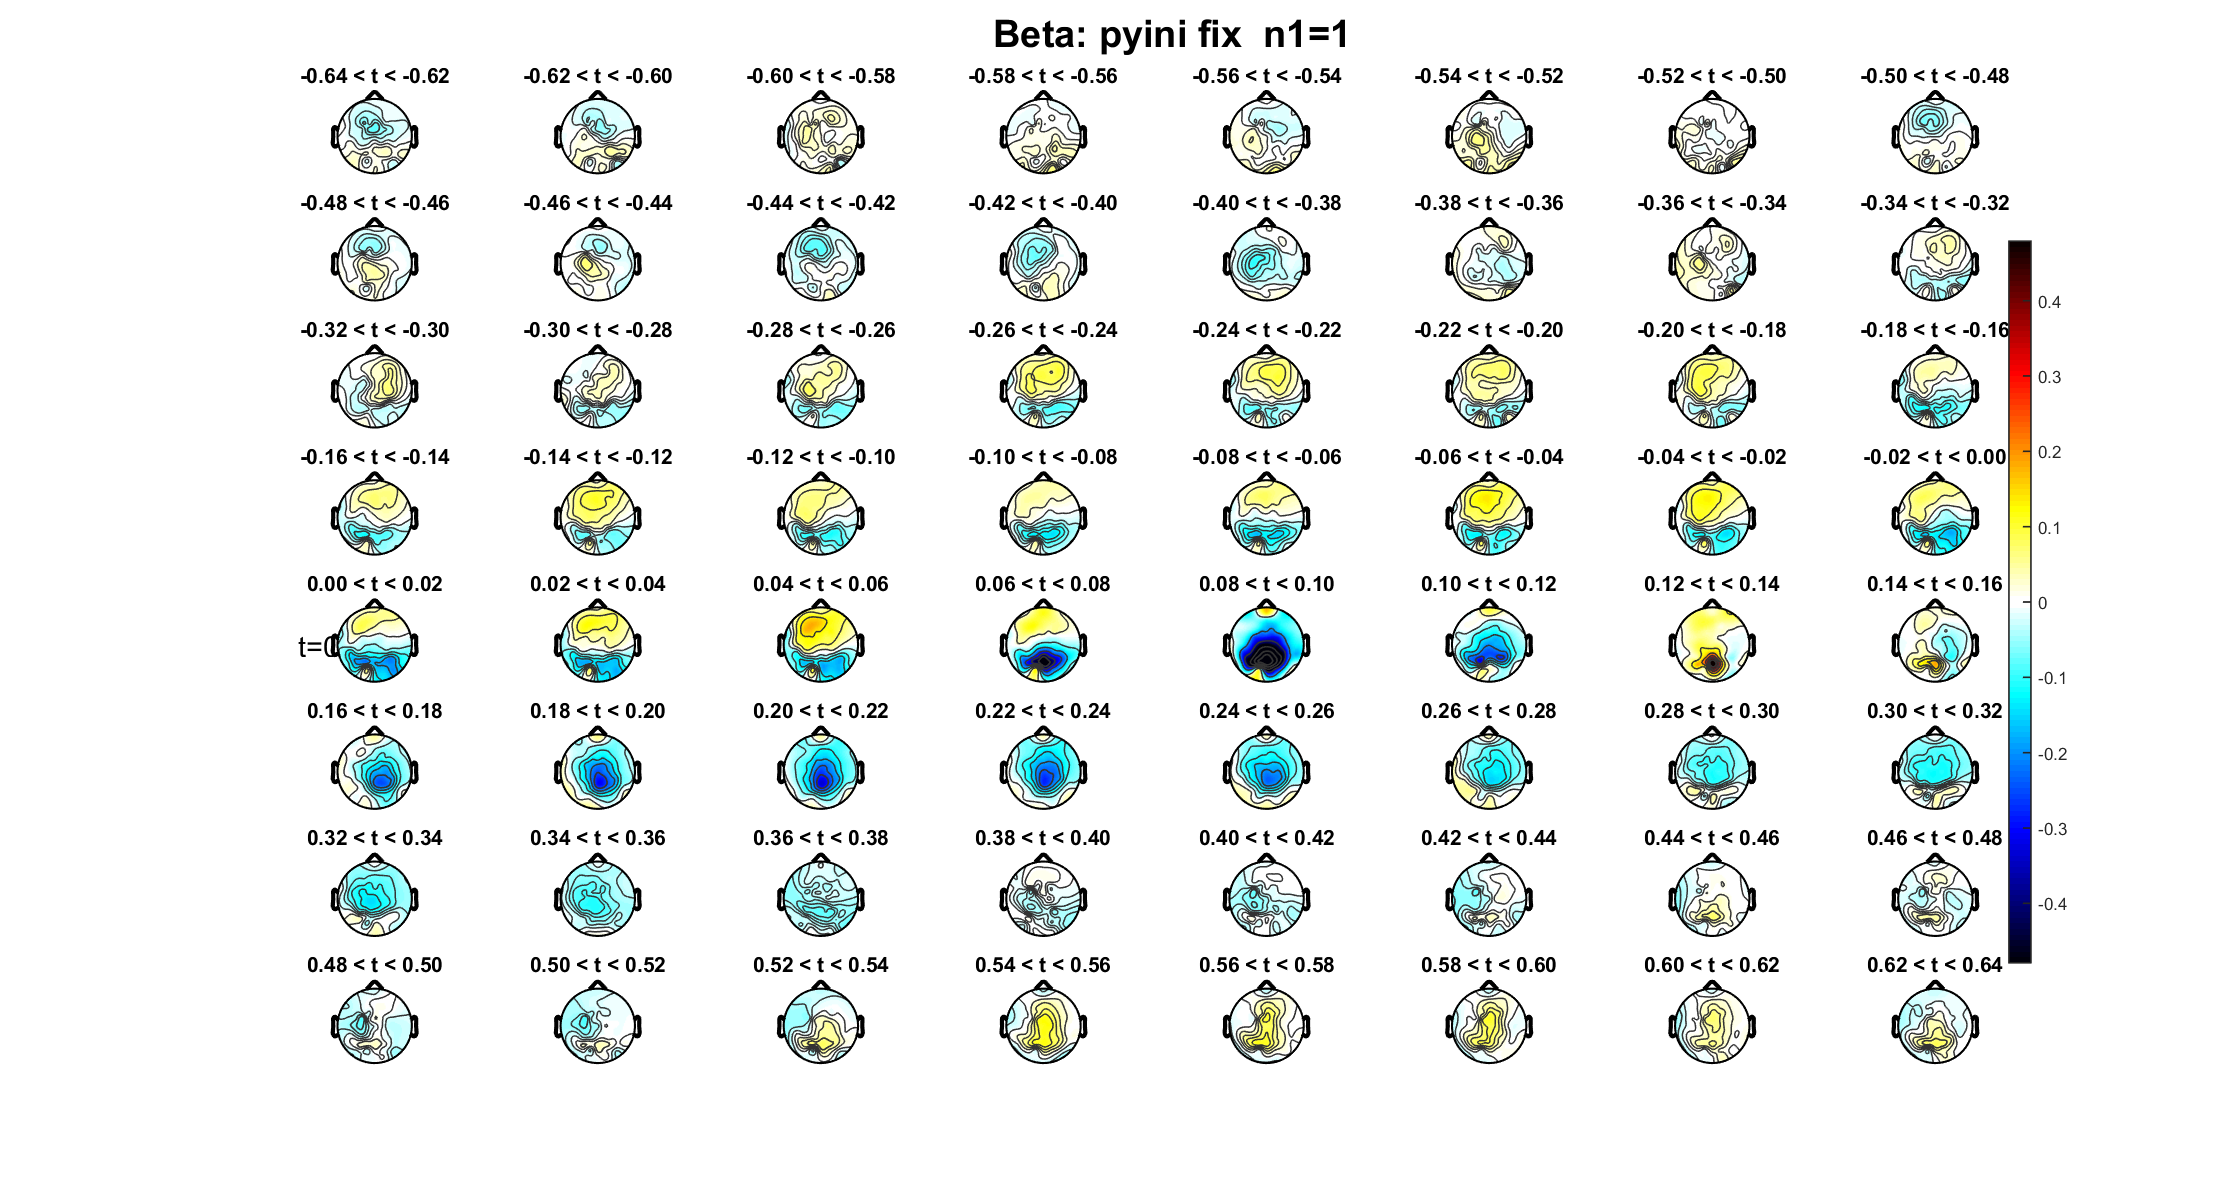 Beta: pyini fix  n1=1
-0.64 < t < -0.62 -0.62 < t < -0.60 -0.60 < t < -0.58 -0.58 < t < -0.56 -0.56 < t < -0.54 -0.54 < t < -0.52 -0.52 < t < -0.50 -0.50 < t < -0.48
-0.48 < t < -0.46 -0.46 < t < -0.44 -0.44 < t < -0.42 -0.42 < t < -0.40 -0.40 < t < -0.38 -0.38 < t < -0.36 -0.36 < t < -0.34 -0.34 < t < -0.32
-0.32 < t < -0.30 -0.30 < t < -0.28 -0.28 < t < -0.26 -0.26 < t < -0.24 -0.24 < t < -0.22 -0.22 < t < -0.20 -0.20 < t < -0.18 -0.18 < t < -0.16
-0.16 < t < -0.14 -0.14 < t < -0.12 -0.12 < t < -0.10 -0.10 < t < -0.08 -0.08 < t < -0.06 -0.06 < t < -0.04 -0.04 < t < -0.02 -0.02 < t < 0.00
0.00 < t < 0.02 0.02 < t < 0.04 0.04 < t < 0.06 0.06 < t < 0.08 0.08 < t < 0.10 0.10 < t < 0.12 0.12 < t < 0.14 0.14 < t < 0.16
t=0
0.16 < t < 0.18 0.18 < t < 0.20 0.20 < t < 0.22 0.22 < t < 0.24 0.24 < t < 0.26 0.26 < t < 0.28 0.28 < t < 0.30 0.30 < t < 0.32
0.32 < t < 0.34 0.34 < t < 0.36 0.36 < t < 0.38 0.38 < t < 0.40 0.40 < t < 0.42 0.42 < t < 0.44 0.44 < t < 0.46 0.46 < t < 0.48
0.48 < t < 0.50 0.50 < t < 0.52 0.52 < t < 0.54 0.54 < t < 0.56 0.56 < t < 0.58 0.58 < t < 0.60 0.60 < t < 0.62 0.62 < t < 0.64
0.4
0.3
0.2
0.1
0
-0.1
-0.2
-0.3
-0.4